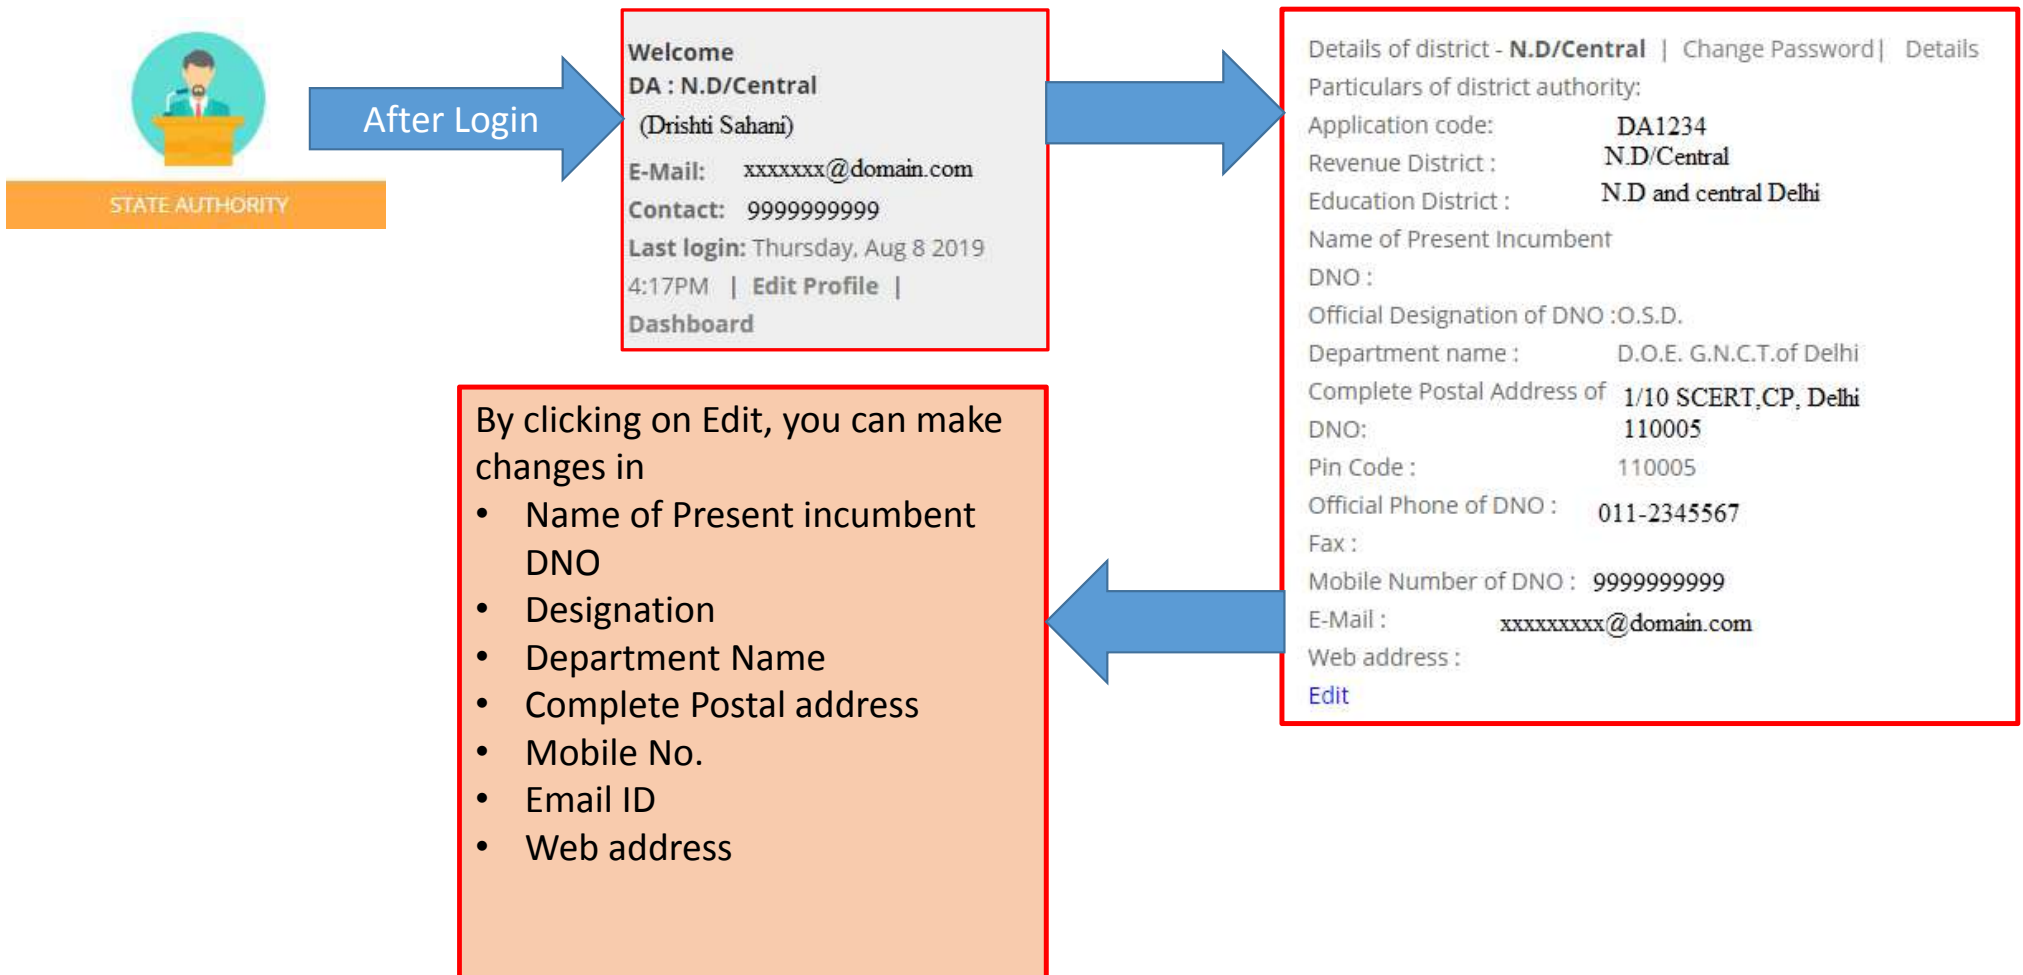 STATE AUTHORITY
After Login
Welcome
DA : N.D/Central
(Drishti Sahani)
E-Mail: xxxxxxx@domain.com
Contact: 9999999999
Last login: Thursday, Aug 8 2019
4:17PM | Edit Profile |
Dashboard
Details of district - N.D/Central | Change Password| Details
Particulars of district authority:
Application code: DA1234
Revenue District : N.D/Central
Education District : N.D and central Delhi
Name of Present Incumbent
DNO :
Official Designation of DNO :O.S.D.
Department name : D.O.E. G.N.C.T.of Delhi
Complete Postal Address of 1/10 SCERT,CP, Delhi
DNO: 110005
Pin Code : 110005
Official Phone of DNO : 011-2345567
Fax :
Mobile Number of DNO : 9999999999
E-Mail : xxxxxxxxx@domain.com
Web address :
Edit
By clicking on Edit, you can make
changes in
• Name of Present incumbent
DNO
• Designation
• Department Name
• Complete Postal address
• Mobile No.
• Email ID
• Web address